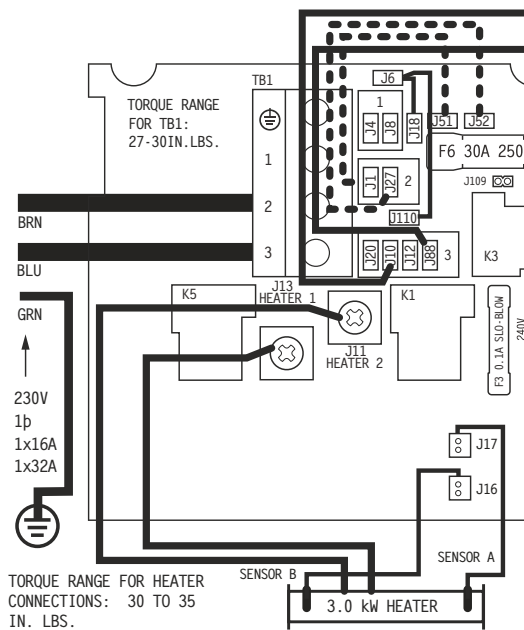 TB1
TORQUE RANGE
FOR TB1:
27-30IN.LBS.
J6
1
J4
J8
J18
J51
J52
F6 30A 250
1
J1
J27
2
J109
BRN
2
J110
K3
BLU
3
J20
J10
J12
J88
3
GRN
K5
J13
HEATER 1
K1
J11
HEATER 2
F3 0.1A SLO-BLOW
240V
230V
1þ
1x16A
1x32A
J17
J16
TORQUE RANGE FOR HEATER
CONNECTIONS: 30 TO 35
IN. LBS.
SENSOR B
SENSOR A
3.0 kW HEATER